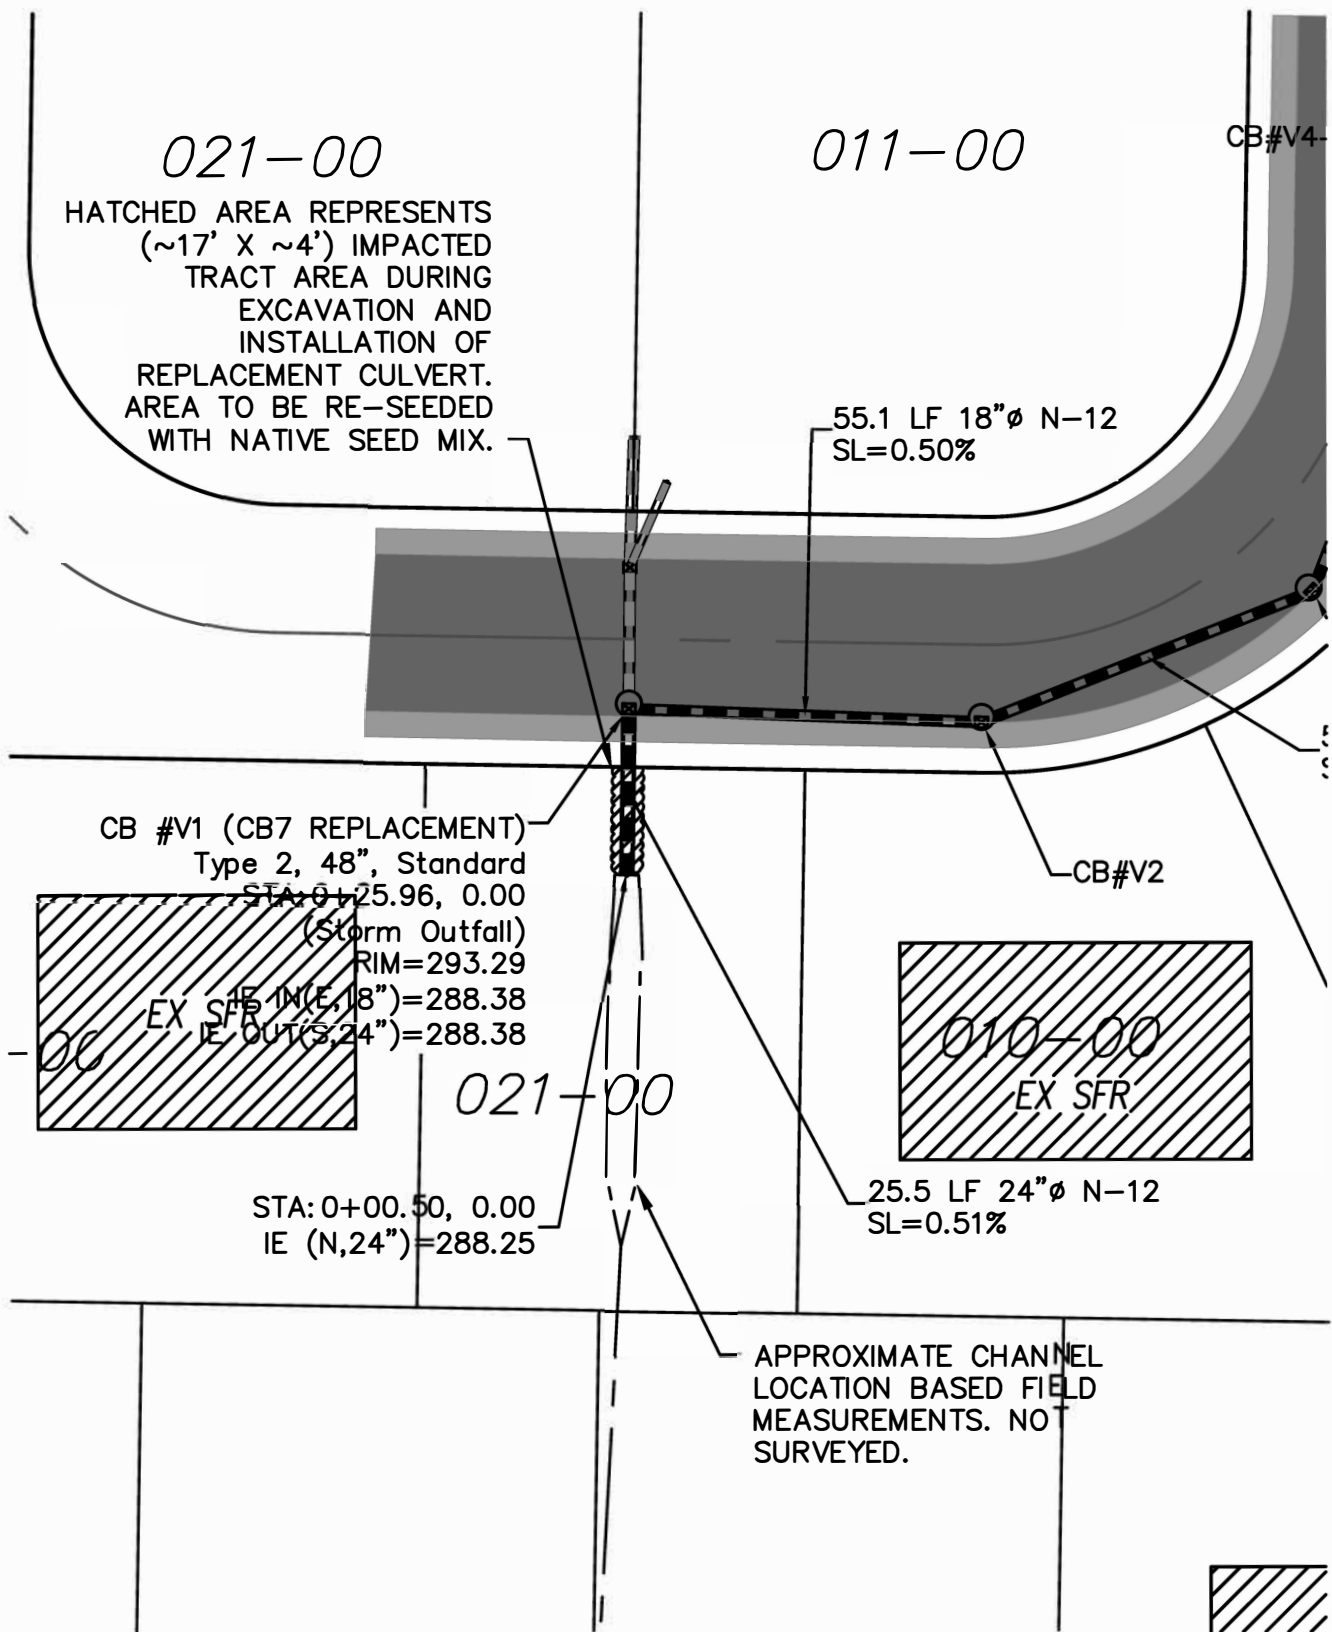 021-00
011-00
CB#V4-
HATCHED AREA REPRESENTS
(~17' X ~4') IMPACTED
TRACT AREA DURING
EXCAVATION AND
INSTALLATION OF
REPLACEMENT CULVERT.
AREA TO BE RE-SEEDED
WITH NATIVE SEED MIX.
55.1 LF 18"ø N-12
SL=0.50%
CB #V1 (CB7 REPLACEMENT)
Type 2, 48", Standard
STA: 0+25.96, 0.00
(Storm Outfall)
RIM=293.29
IE IN(E,18")=288.38
IE OUT(S,24")=288.38
CB#V2
EX SFR
-00
021-00
010-00
EX SFR
STA: 0+00.50, 0.00
IE (N,24")=288.25
25.5 LF 24"ø N-12
SL=0.51%
APPROXIMATE CHANNEL
LOCATION BASED FIELD
MEASUREMENTS. NOT
SURVEYED.